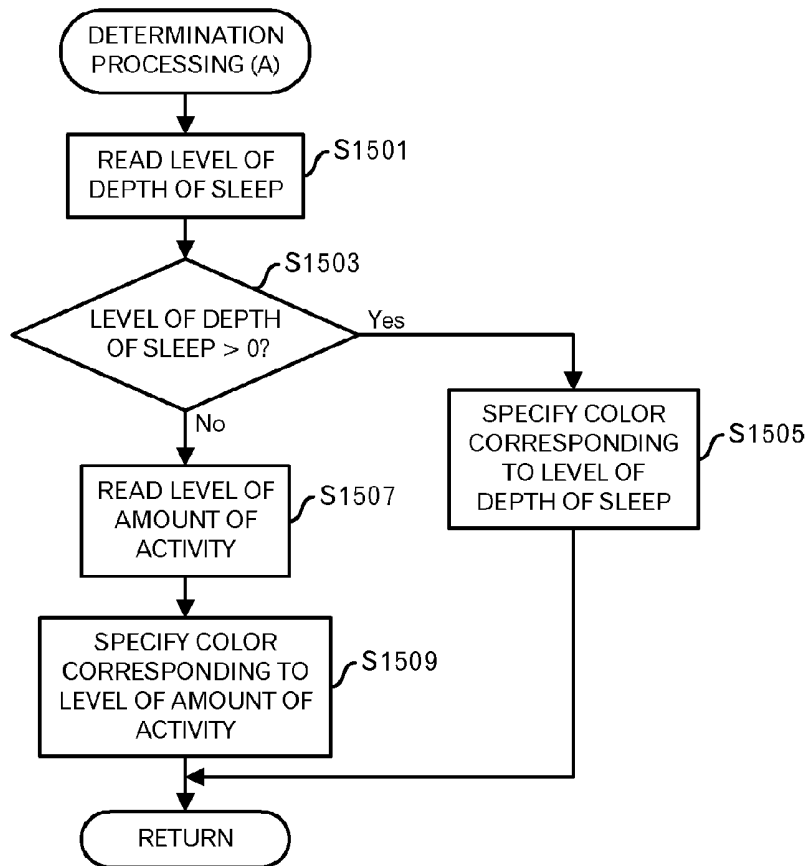 DETERMINATION
PROCESSING (A)
READ LEVEL OF
DEPTH OF SLEEP
S1501
S1503
LEVEL OF DEPTH
OF SLEEP > 0?
Yes
No
SPECIFY COLOR
CORRESPONDING
TO LEVEL OF
DEPTH OF SLEEP
S1505
READ LEVEL OF
AMOUNT OF
ACTIVITY
S1507
SPECIFY COLOR
CORRESPONDING TO
LEVEL OF AMOUNT OF
ACTIVITY
S1509
RETURN